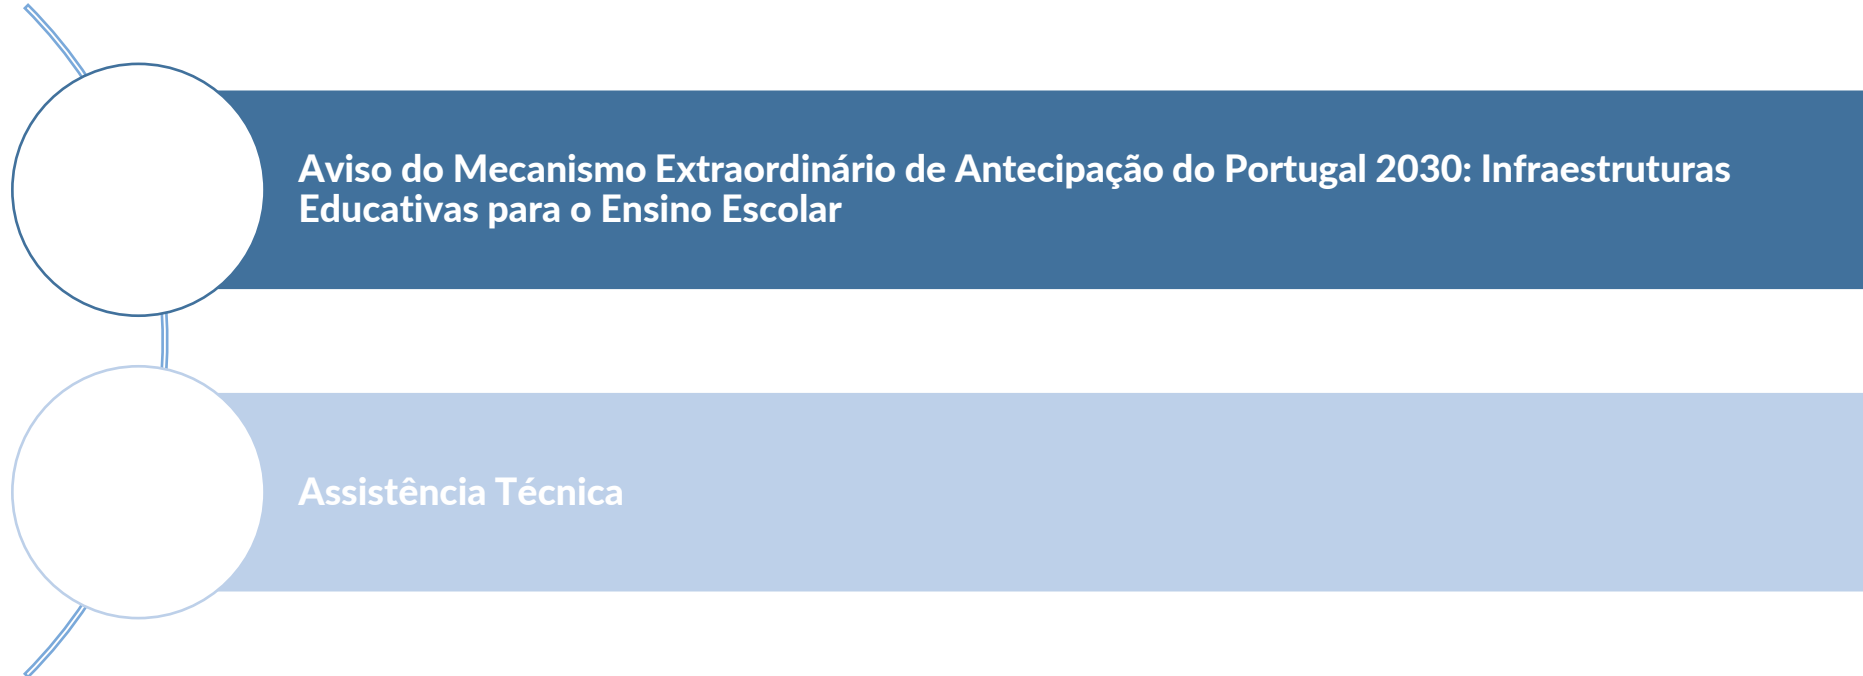 Aviso do Mecanismo Extraordinário de Antecipação do Portugal 2030: Infraestruturas
Educativas para o Ensino Escolar
Assistência Técnica